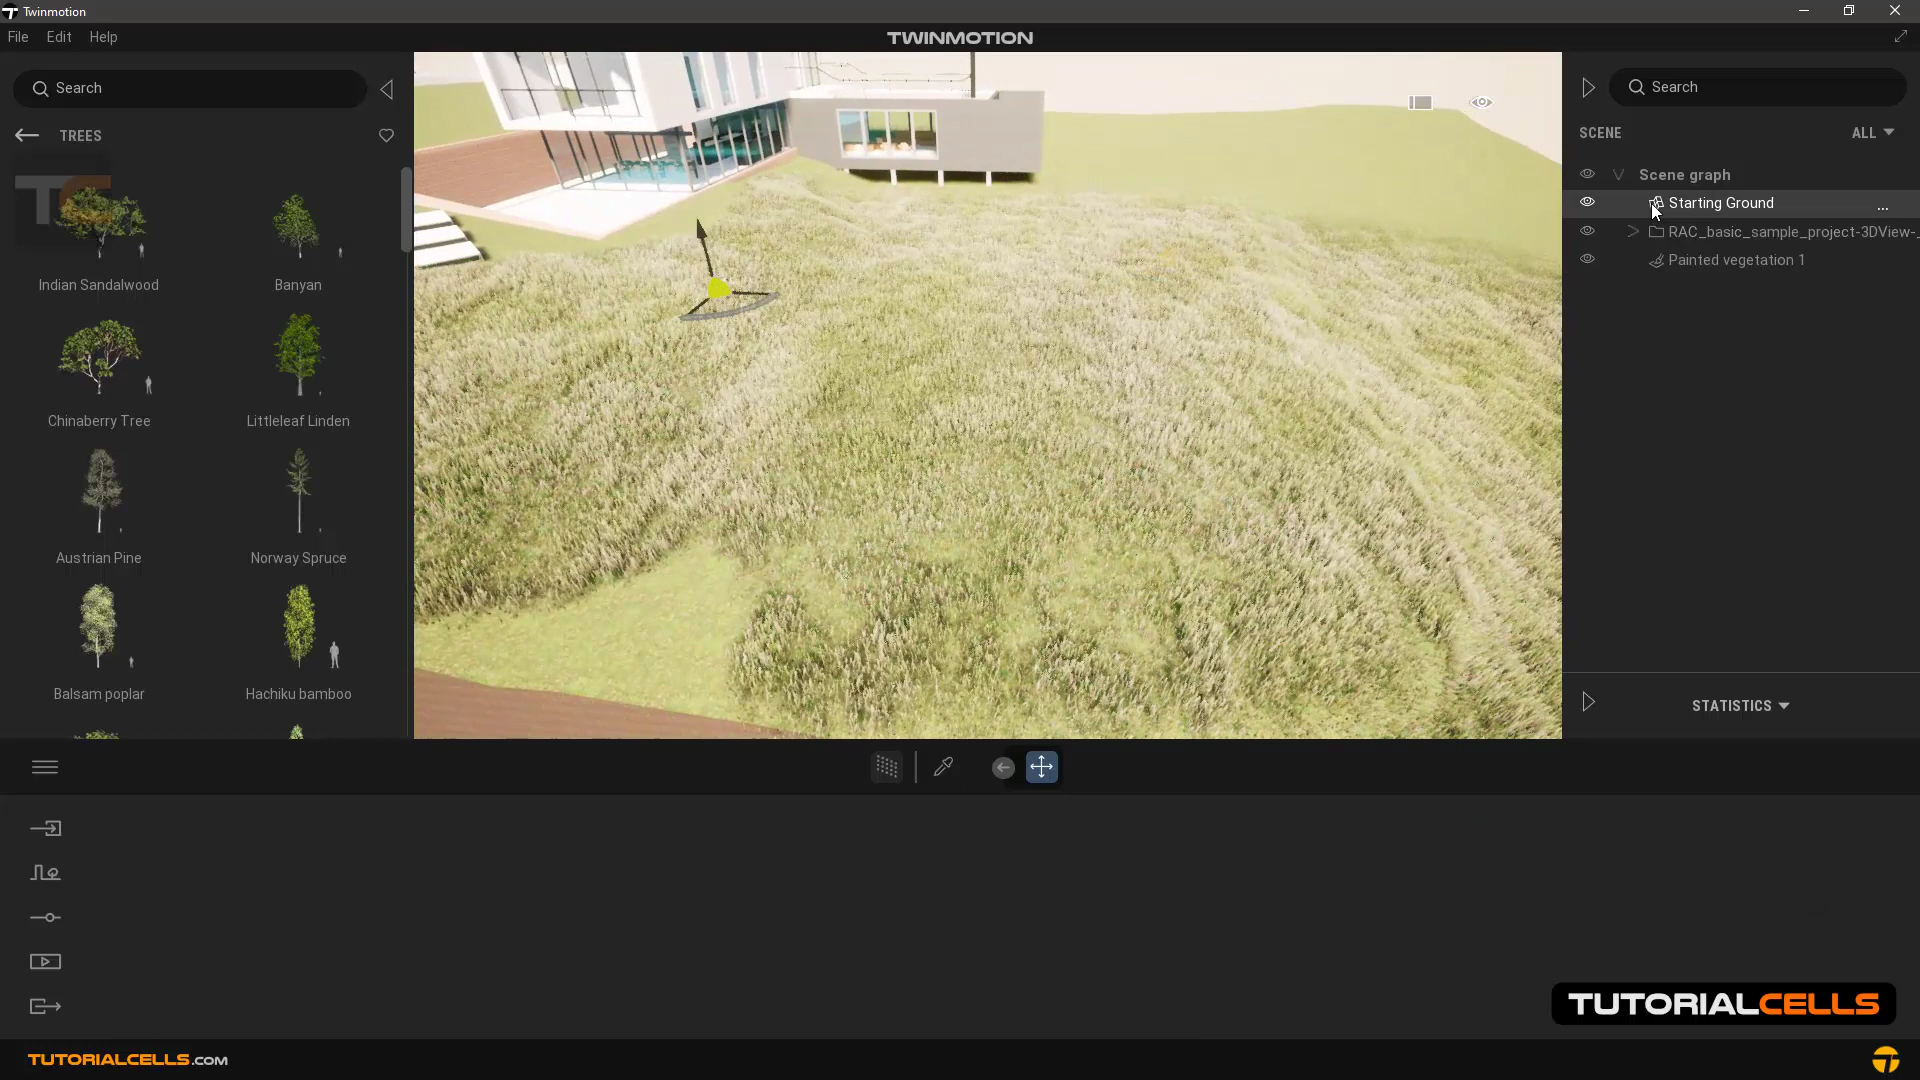 Twinmotion
File Edit Help
TWINMOTION
Search
TREES
TC
Indian Sandalwood Banyan
Chinaberry Tree Littleleaf Linden
Austrian Pine Norway Spruce
Balsam poplar Hachiku bamboo
Search
SCENE ALL
Scene graph
Starting Ground ...
RAC_basic_sample_project-3DView-_
Painted vegetation 1
STATISTICS
TUTORIALCELLS
TUTORIALCELLS.COM